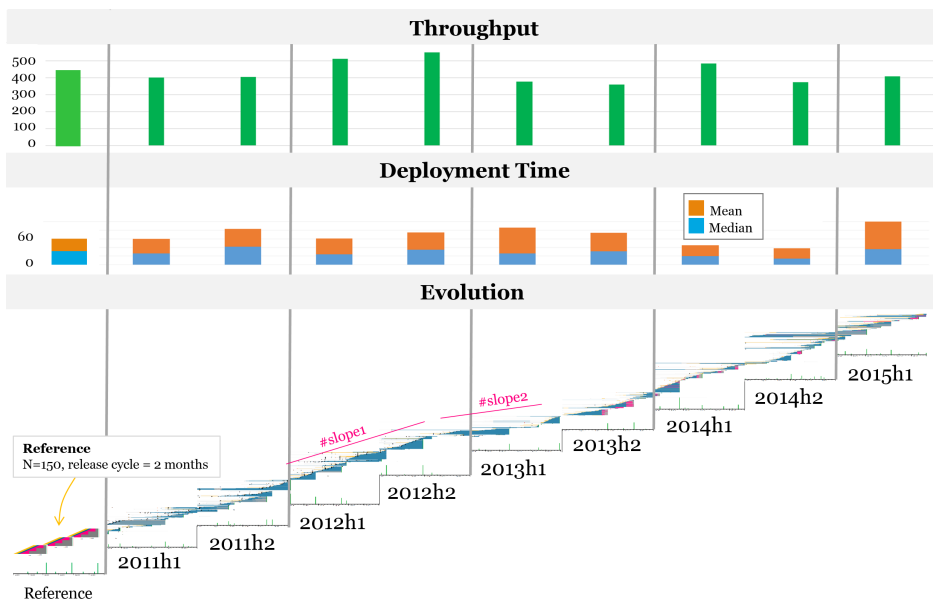 Throughput
500
400
300
200
100
0
Deployment Time
60
0
Mean
Median
Evolution
#slope1
#slope2
Reference
N=150, release cycle = 2 months
2015h1
2014h2
2014h1
2013h2
2013h1
2012h2
2012h1
2011h2
2011h1
Reference